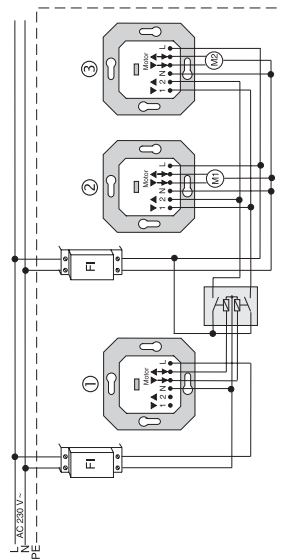 L
N
PE
AC 230 V ~
FI
FI
①
Motor
1 2 N L
②
Motor
1 2 N L
M1
③
Motor
1 2 N L
M2